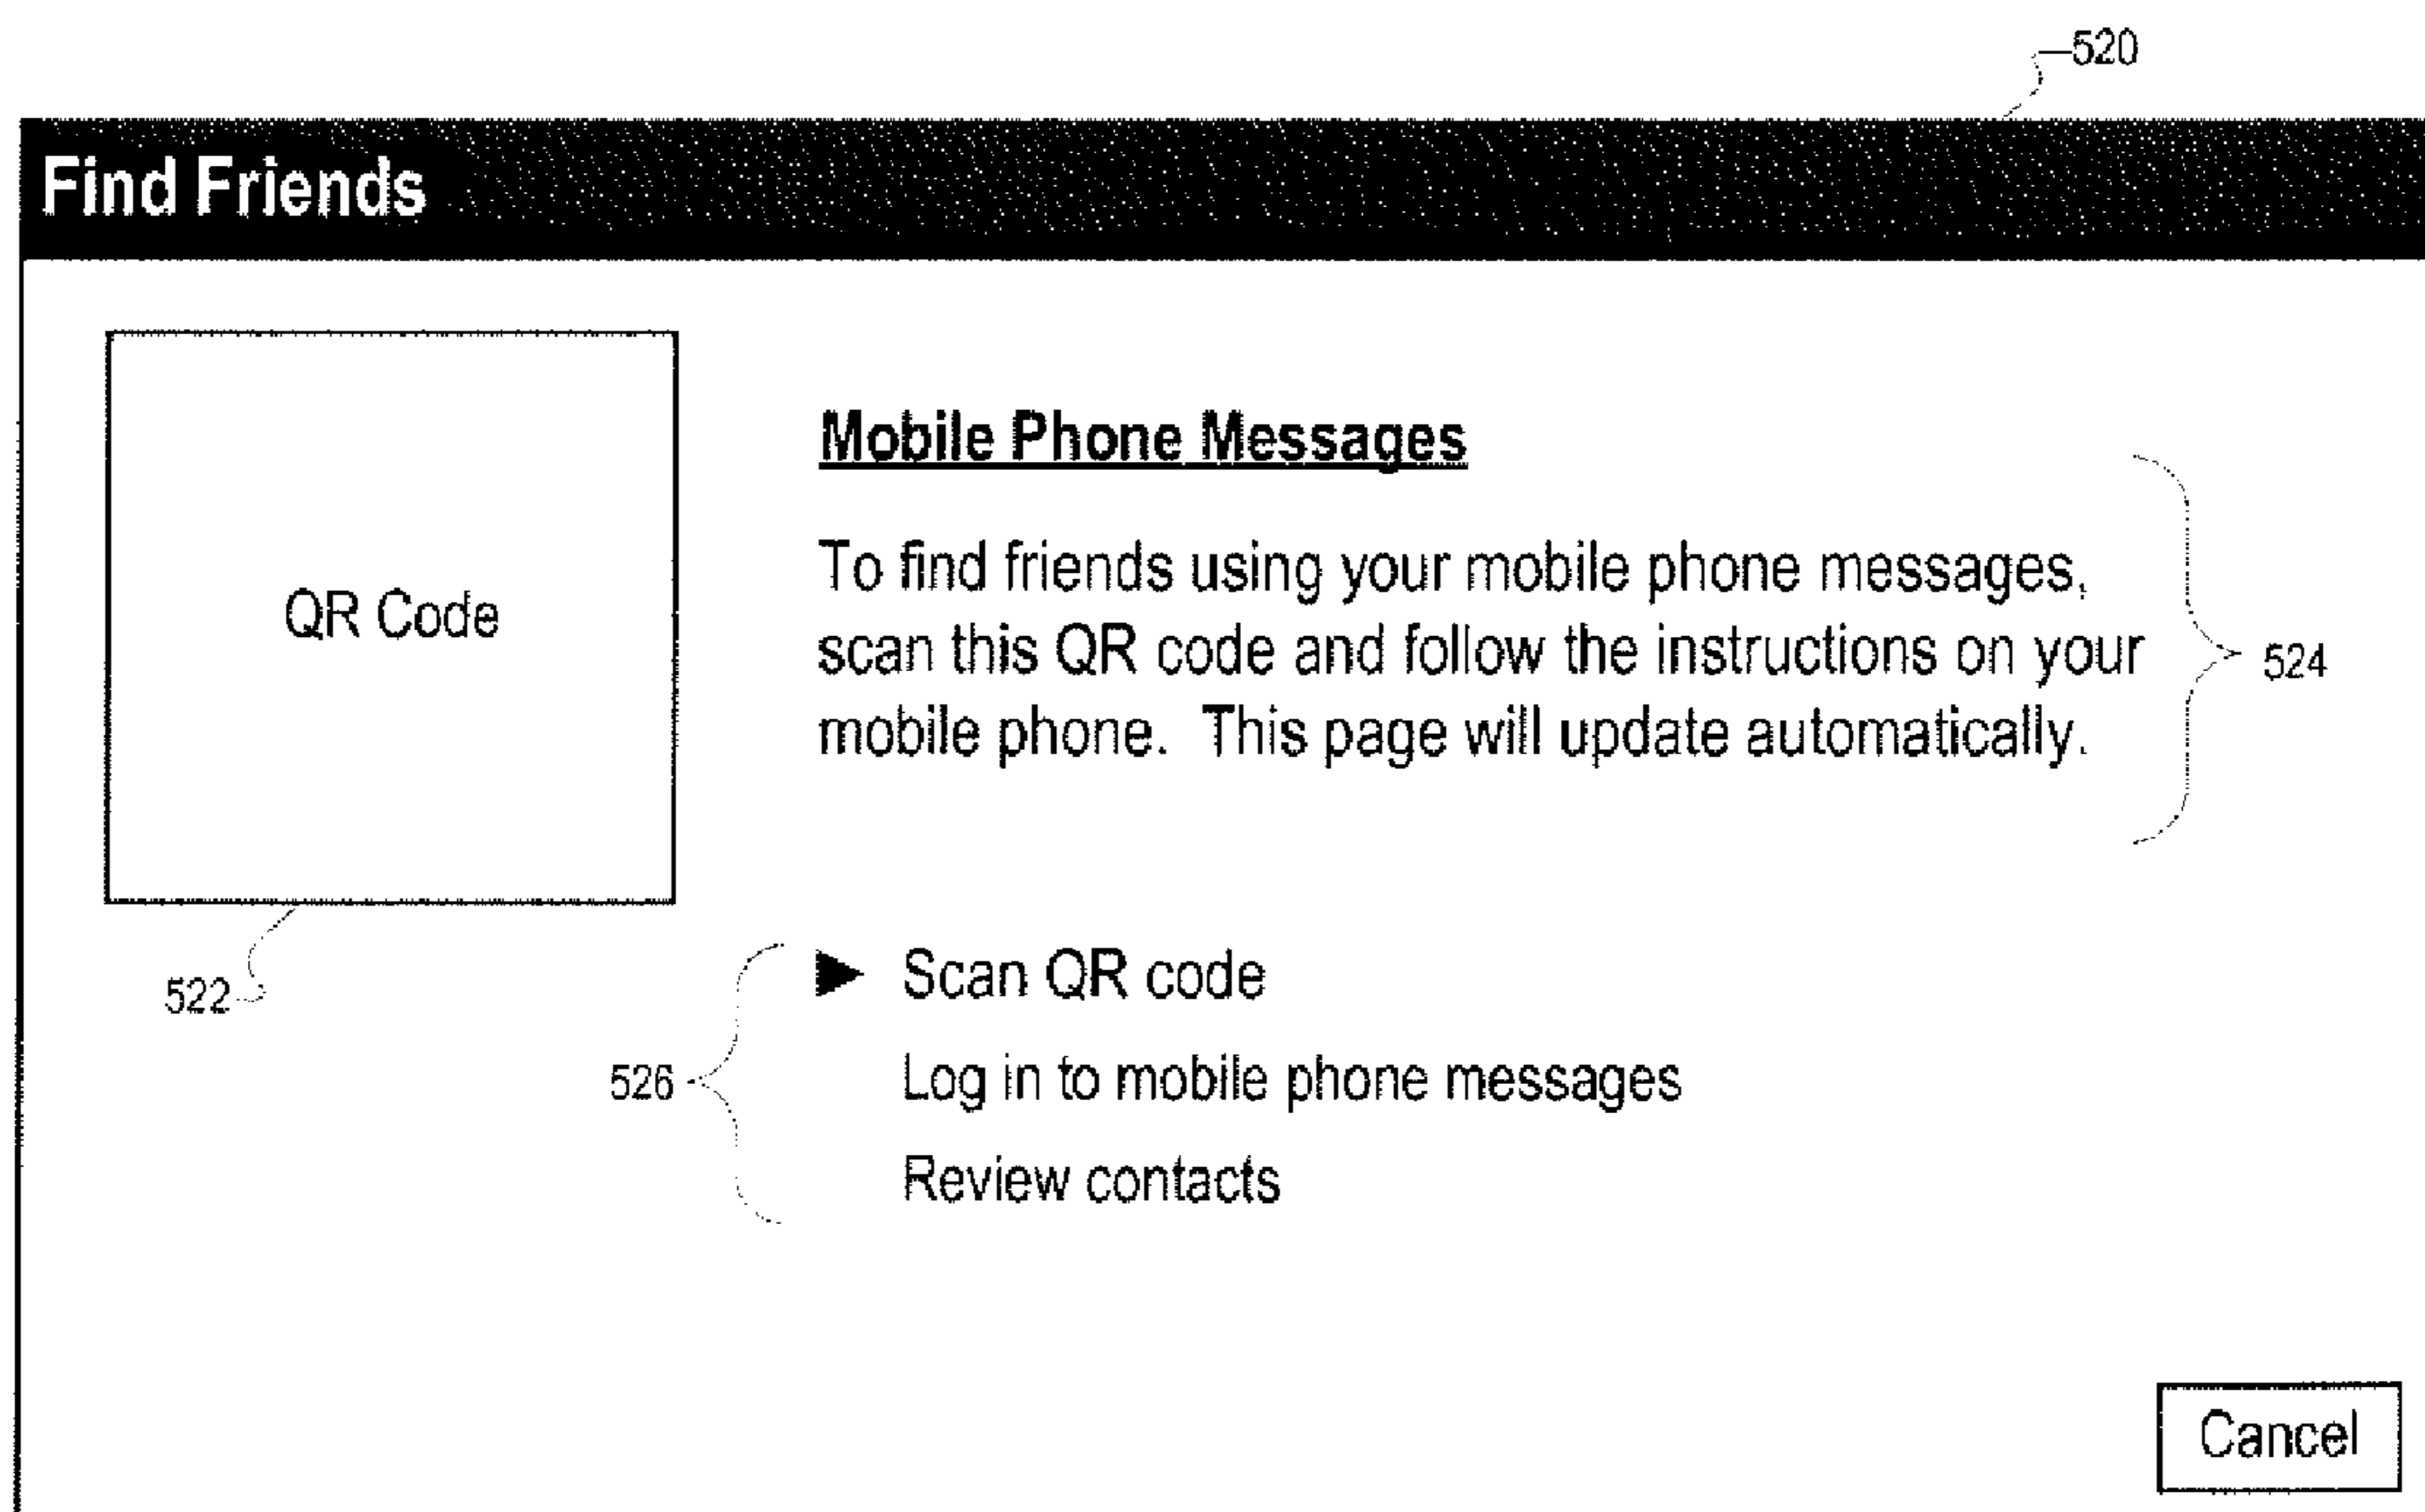 520
Find Friends
QR Code
522
Mobile Phone Messages
To find friends using your mobile phone messages,
scan this QR code and follow the instructions on your
mobile phone. This page will update automatically.
524
526
▶ Scan QR code
Log in to mobile phone messages
Review contacts
Cancel